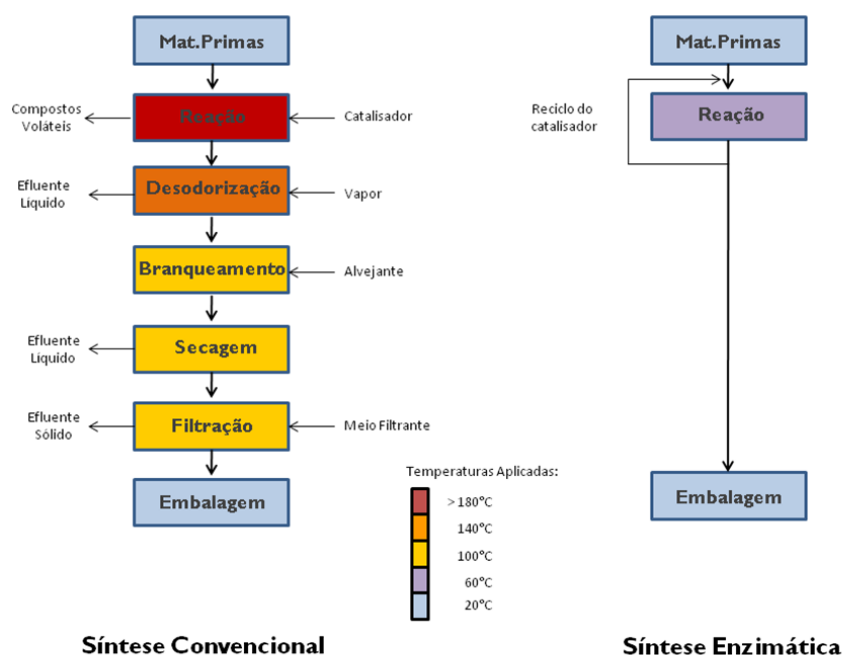 Mat.Primas
Compostos
Voláteis
Reação
Catalisador
Efluente
Líquido
Desodorização
Vapor
Branqueamento
Alvejante
Efluente
Líquido
Secagem
Efluente
Sólido
Filtração
Meio Filtrante
Embalagem
Síntese Convencional
Temperaturas Aplicadas:
> 180°C
140°C
100°C
60°C
20°C
Mat.Primas
Reciclo do
catalisador
Reação
Embalagem
Síntese Enzimática